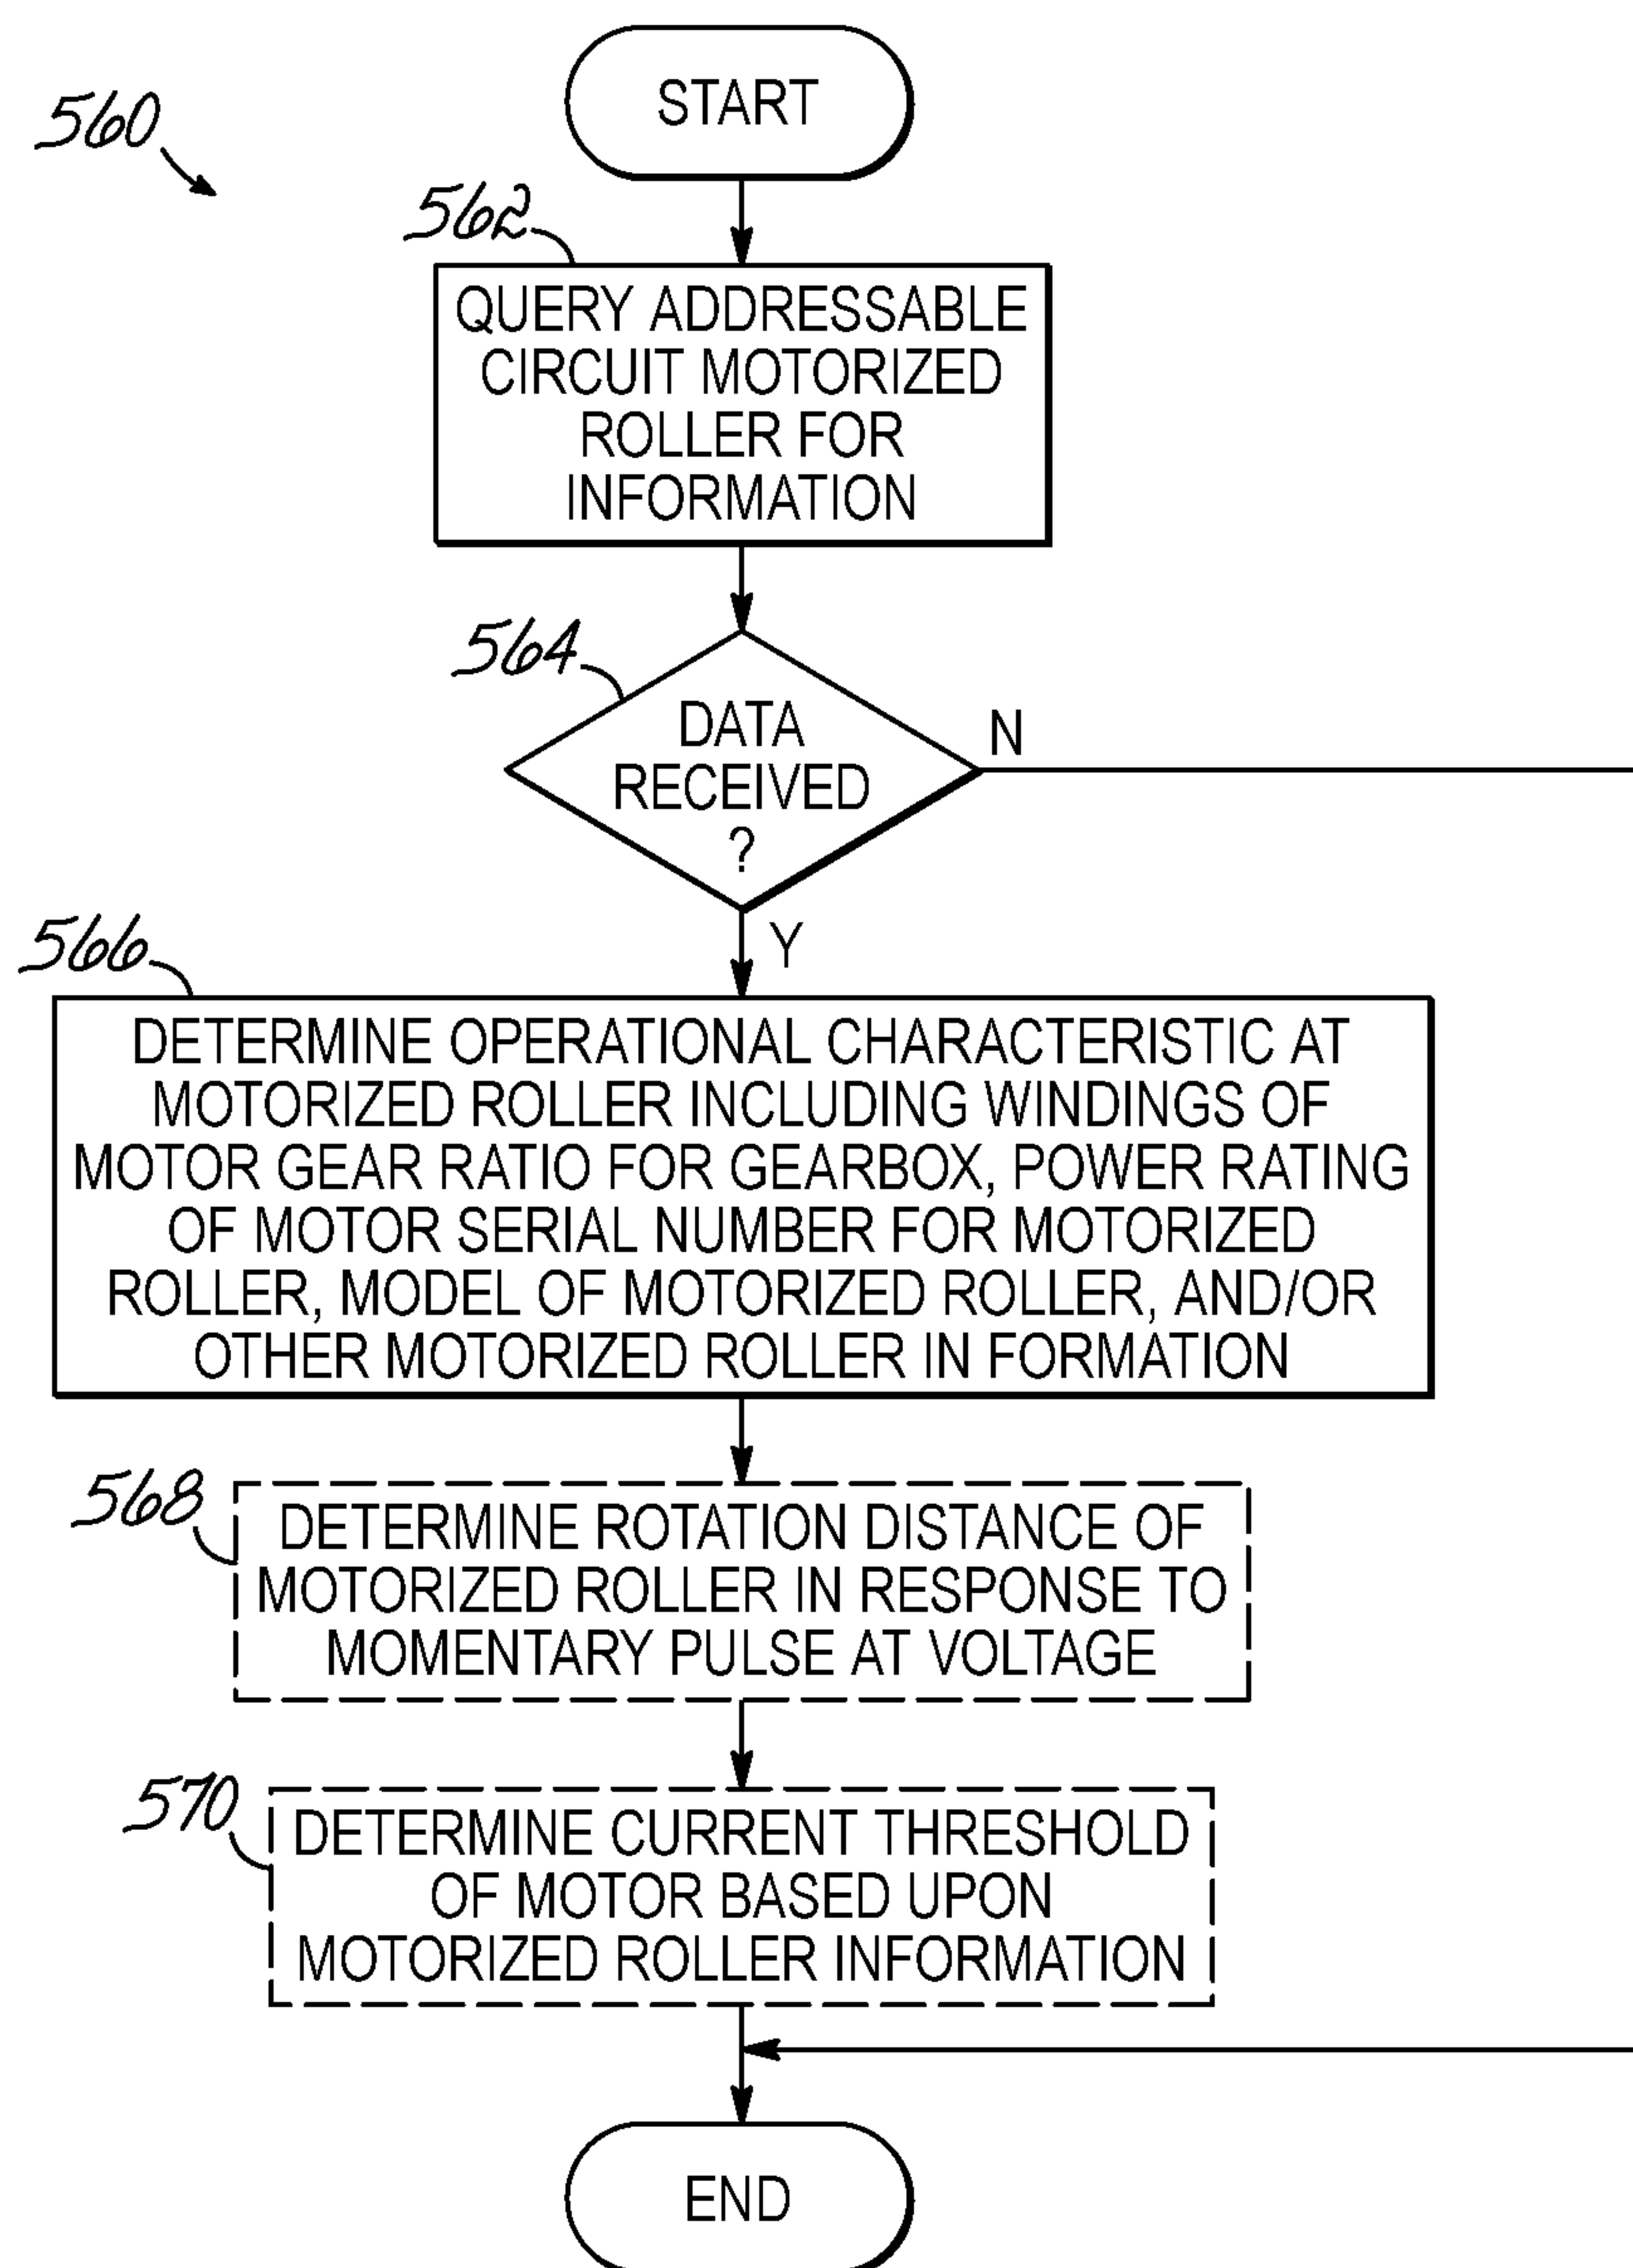 START
560
562
QUERY ADDRESSABLE
CIRCUIT MOTORIZED
ROLLER FOR
INFORMATION
564
DATA
RECEIVED
?
N
Y
566
DETERMINE OPERATIONAL CHARACTERISTIC AT
MOTORIZED ROLLER INCLUDING WINDINGS OF
MOTOR GEAR RATIO FOR GEARBOX, POWER RATING
OF MOTOR SERIAL NUMBER FOR MOTORIZED
ROLLER, MODEL OF MOTORIZED ROLLER, AND/OR
OTHER MOTORIZED ROLLER IN FORMATION
568
DETERMINE ROTATION DISTANCE OF
MOTORIZED ROLLER IN RESPONSE TO
MOMENTARY PULSE AT VOLTAGE
570
DETERMINE CURRENT THRESHOLD
OF MOTOR BASED UPON
MOTORIZED ROLLER INFORMATION
END